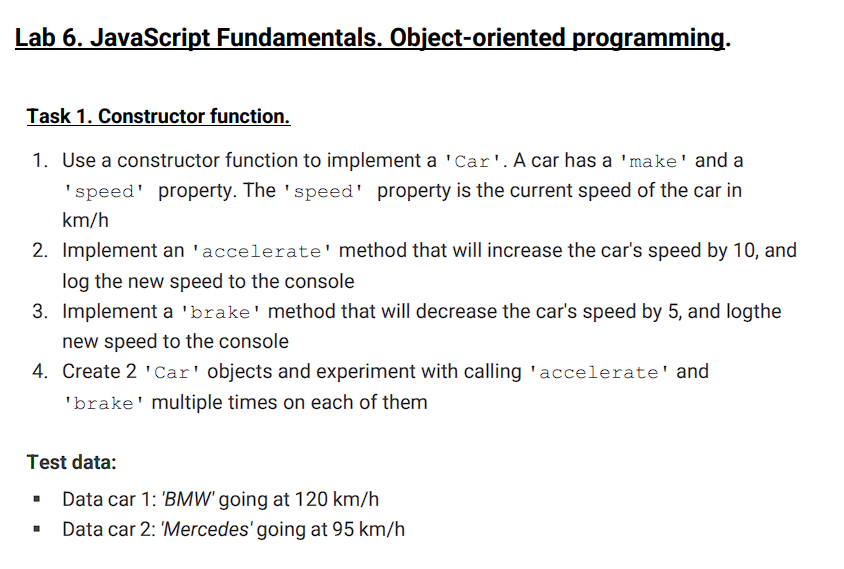 Lab 6. JavaScript Fundamentals. Object-oriented programming.
Task 1. Constructor function.
1. Use a constructor function to implement a 'Car'. A car has a 'make' and a
'speed' property. The 'speed' property is the current speed of the car in
km/h
2. Implement an 'accelerate' method that will increase the car's speed by 10, and
log the new speed to the console
3. Implement a 'brake' method that will decrease the car's speed by 5, and logthe
new speed to the console
4. Create 2 'Car' objects and experiment with calling 'accelerate' and
'brake' multiple times on each of them
Test data:
▪ Data car 1: 'BMW' going at 120 km/h
▪ Data car 2: 'Mercedes' going at 95 km/h